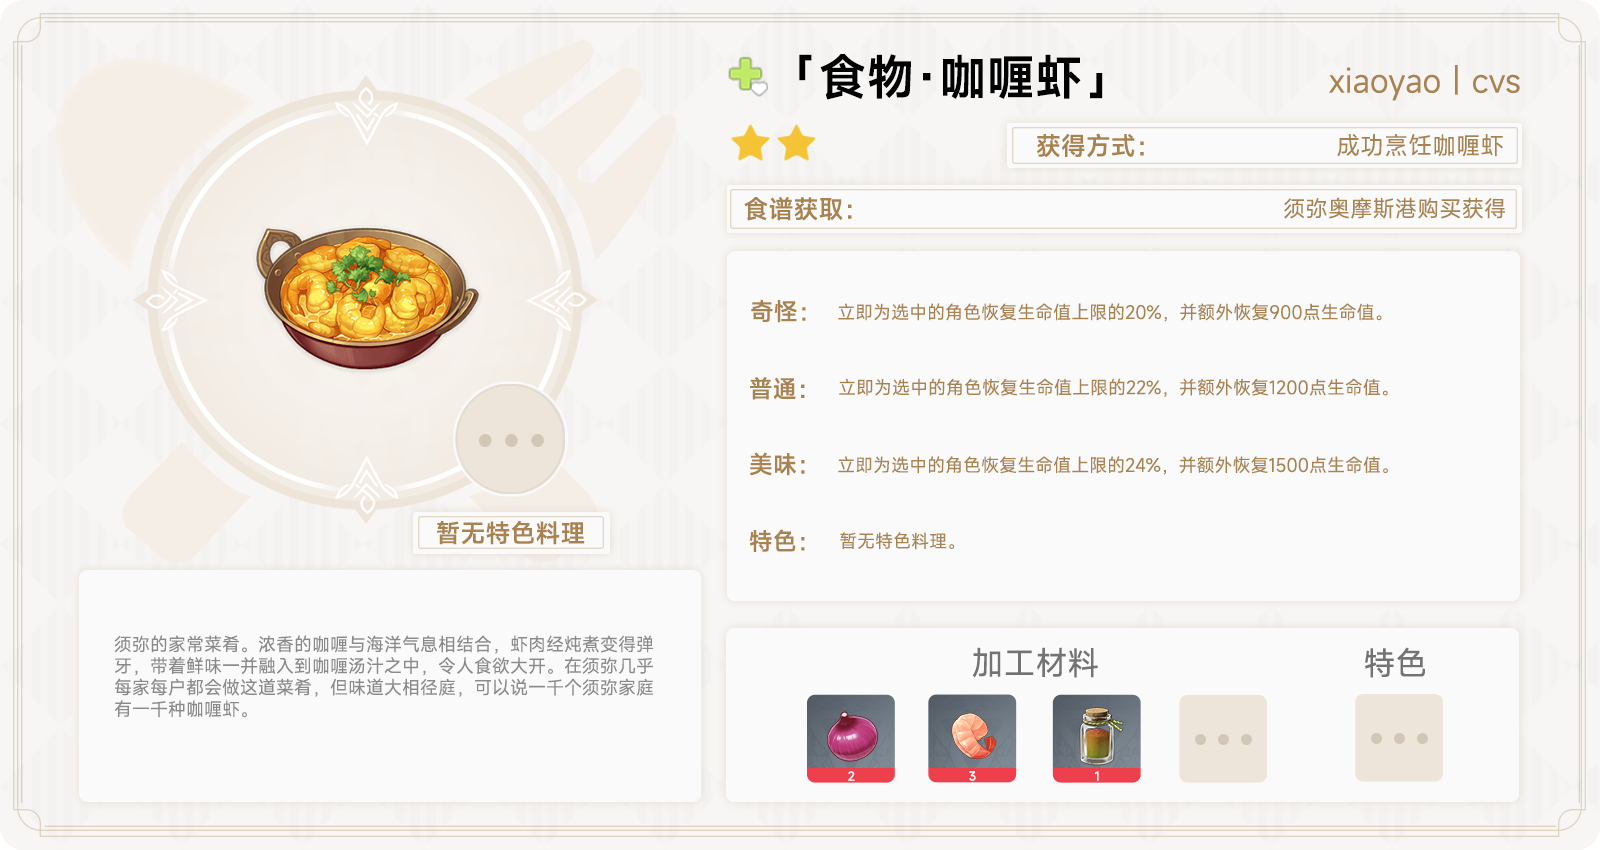 「食物·咖喱虾」
xiaoyao | cvs
获得方式：
成功烹饪咖喱虾
食谱获取：
须弥奥摩斯港购买获得
奇怪：
立即为选中的角色恢复生命值上限的20%，并额外恢复900点生命值。
普通：
立即为选中的角色恢复生命值上限的22%，并额外恢复1200点生命值。
美味：
立即为选中的角色恢复生命值上限的24%，并额外恢复1500点生命值。
特色：
暂无特色料理。
暂无特色料理
须弥的家常菜肴。浓香的咖喱与海洋气息相结合，虾肉经炖煮变得弹
牙，带着鲜味一并融入到咖喱汤汁之中，令人食欲大开。在须弥几乎
每家每户都会做这道菜肴，但味道大相径庭，可以说一千个须弥家庭
有一千种咖喱虾。
加工材料
特色
2
3
1